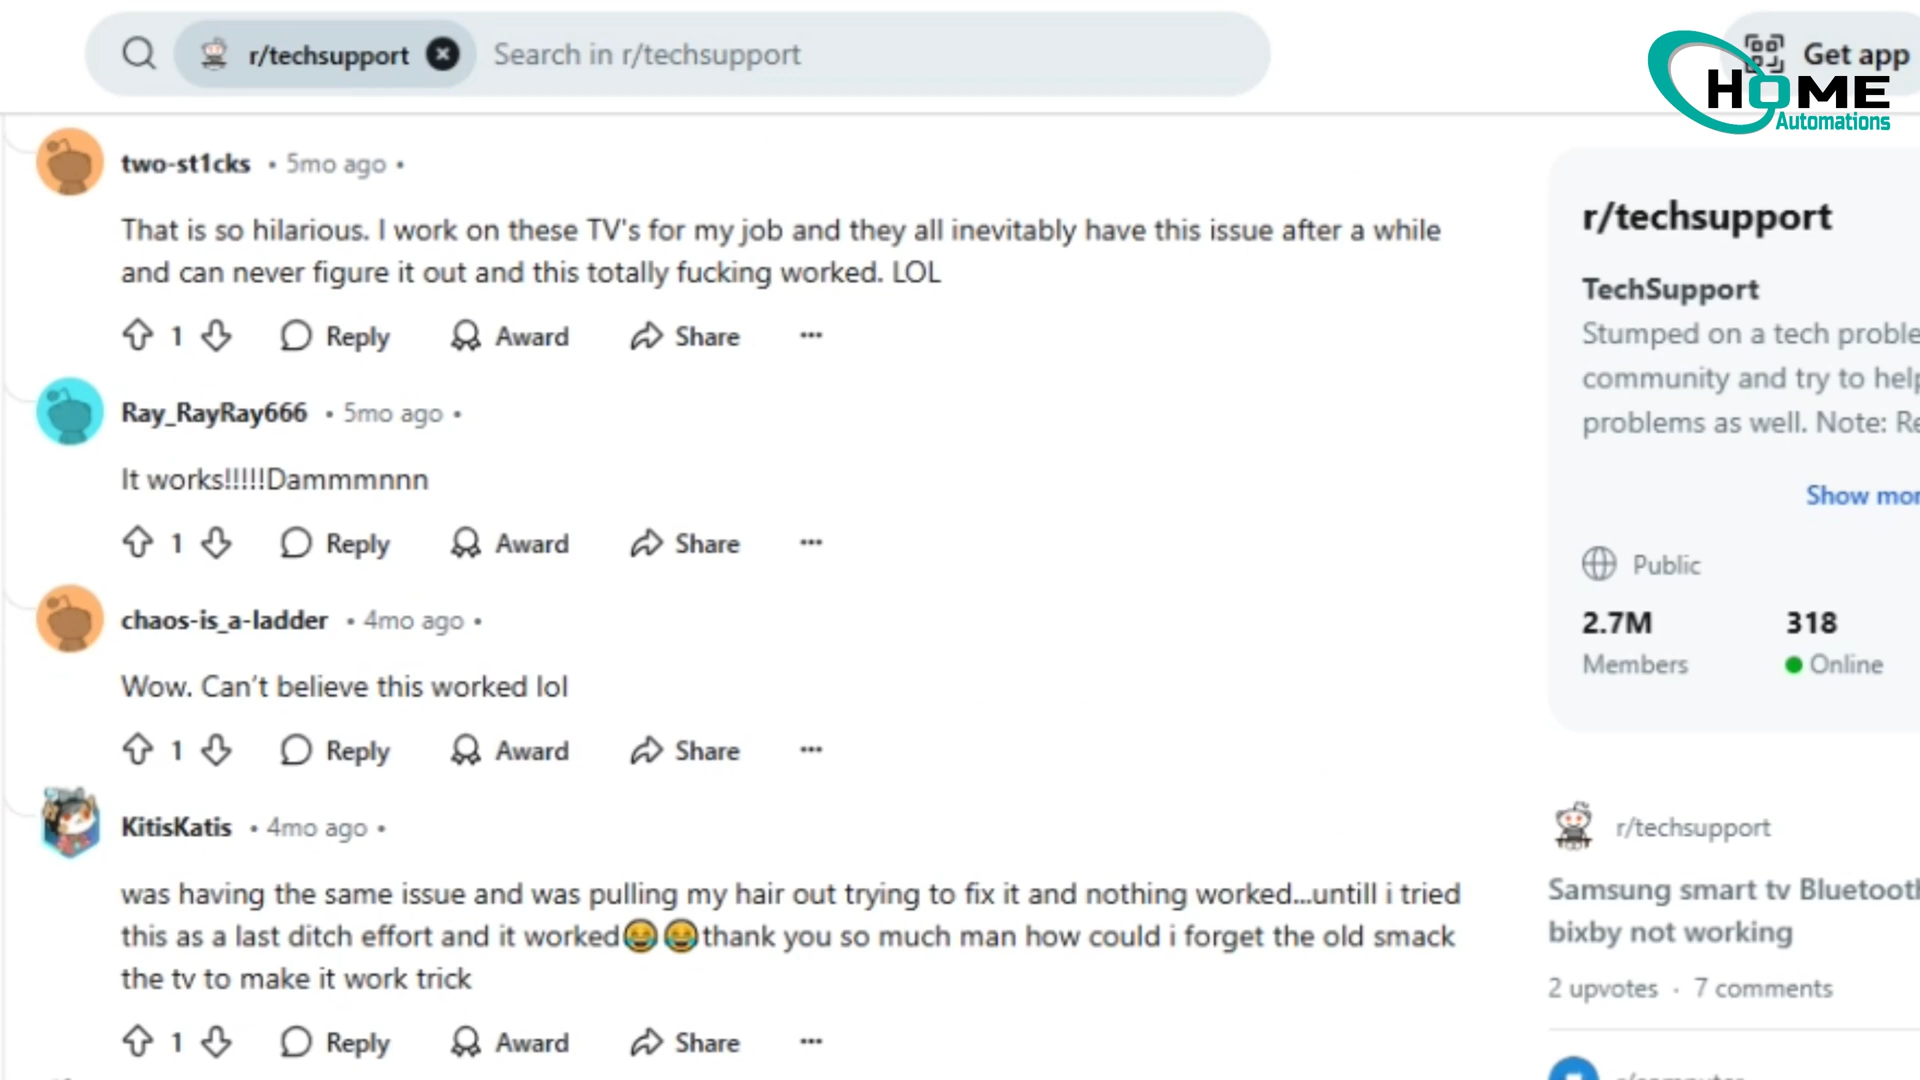 r/techsupport
Search in r/techsupport
Get app
HOME
Automations
two-st1cks • 5mo ago •
That is so hilarious. I work on these TV's for my job and they all inevitably have this issue after a while
and can never figure it out and this totally fucking worked. LOL
1 Reply Award Share ...
Ray_RayRay666 • 5mo ago •
It works!!!!!Dammmnnn
1 Reply Award Share ...
chaos-is_a-ladder • 4mo ago •
Wow. Can’t believe this worked lol
1 Reply Award Share ...
KitisKatis • 4mo ago •
was having the same issue and was pulling my hair out trying to fix it and nothing worked...untill i tried
this as a last ditch effort and it worked😂😂thank you so much man how could i forget the old smack
the tv to make it work trick
1 Reply Award Share ...
r/techsupport
TechSupport
Stumped on a tech proble
community and try to help
problems as well. Note: Re
Show mor
Public
2.7M 318
Members Online
r/techsupport
Samsung smart tv Bluetooth
bixby not working
2 upvotes · 7 comments